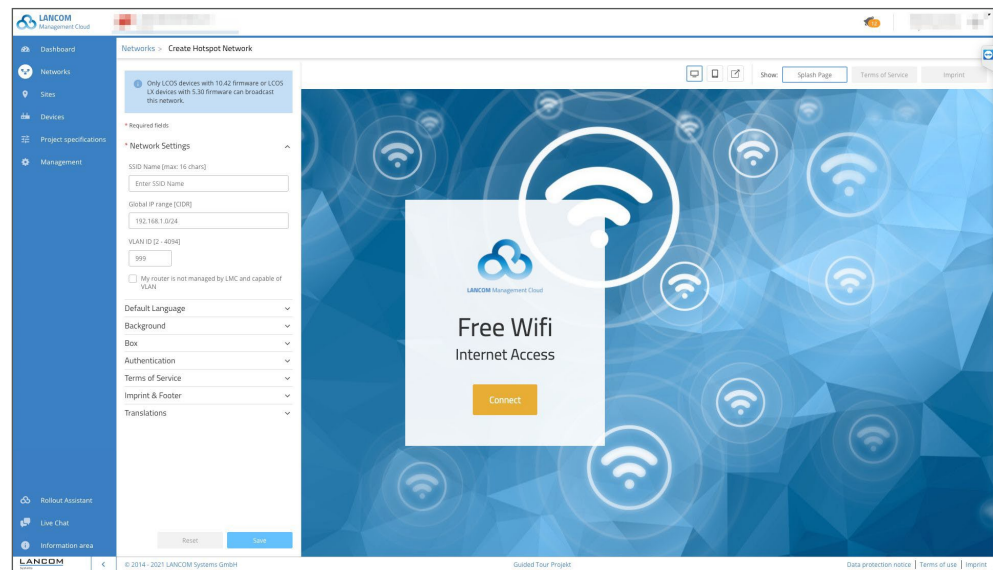 LANCOM
Management Cloud
Dashboard
Networks
Sites
Devices
Project specifications
Management
Rollout Assistant
Live Chat
Information area
LANCOM
Systems
Networks > Create Hotspot Network
Only LCOS devices with 10.42 firmware or LCOS
LX devices with 5.30 firmware can broadcast
this network.
* Required fields
* Network Settings
SSID Name [max: 16 chars]
Enter SSID Name
Global IP range [CIDR]
192.168.1.0/24
VLAN ID [2 - 4094]
999
My router is not managed by LMC and capable of
VLAN
Default Language
Background
Box
Authentication
Terms of Service
Imprint & Footer
Translations
Reset
Save
Show:
Splash Page
Terms of Service
Imprint
LANCOM Management Cloud
Free Wifi
Internet Access
Connect
© 2014 - 2021 LANCOM Systems GmbH
Guided Tour Projekt
Data protection notice | Terms of use | Imprint